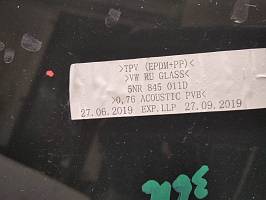 >TPV (EPDM+PP)<
>VW RU GLASS<
5NR 845 011D
>0,76 ACOUSTIC PVB<
27.06.2019 EXP.LLP 27.09.2019